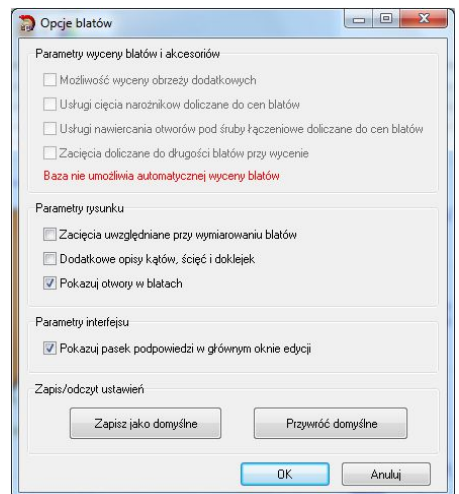 Opcje blatów
Parametry wyceny blatów i akcesoriów
Możliwość wyceny obrzeży dodatkowych
Usługi cięcia narożnikow doliczane do cen blatów
Usługi nawiercania otworów pod śruby łączeniowe doliczane do cen blatów
Zacięcia doliczane do długości blatów przy wycenie
Baza nie umożliwia automatycznej wyceny blatów
Parametry rysunku
Zacięcia uwzględniane przy wymiarowaniu blatów
Dodatkowe opisy kątów, ścięć i doklejek
Pokazuj otwory w blatach
Parametry interfejsu
Pokazuj pasek podpowiedzi w głównym oknie edycji
Zapis/odczyt ustawień
Zapisz jako domyślne
Przywróć domyślne
OK
Anuluj